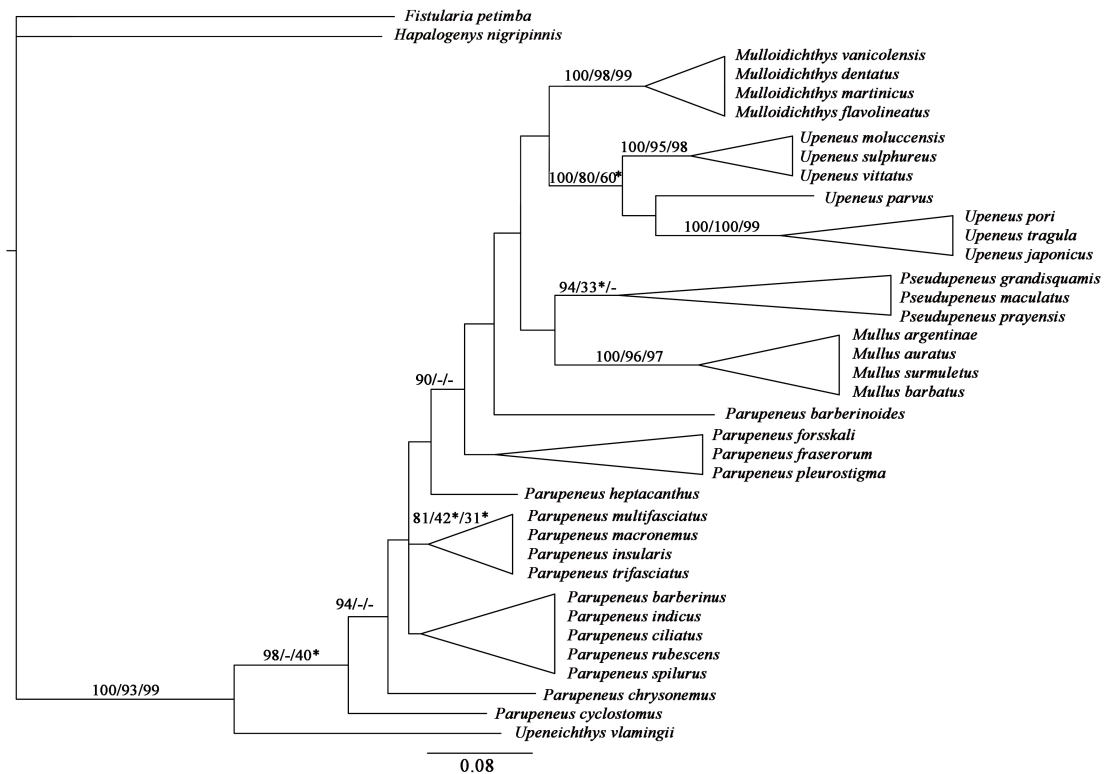 Fistularia petimba
Hapalogenys nigripinnis
Mulloidichthys vanicolensis
100/98/99
Mulloidichthys dentatus
Mulloidichthys martinicus
Mulloidichthys flavolineatus
Upeneus moluccensis
100/95/98
Upeneus sulphureus
Upeneus vittatus
100/80/60*
Upeneus parvus
Upeneus pori
100/100/99
Upeneus tragula
Upeneus japonicus
Pseudupeneus grandisquamis
94/33*/-
Pseudupeneus maculatus
Pseudupeneus prayensis
Mullus argentinae
Mullus auratus
100/96/97
Mullus surmuletus
Mullus barbatus
90/-/-
Parupeneus barberinoides
Parupeneus forsskali
Parupeneus fraserorum
Parupeneus pleurostigma
Parupeneus heptacanthus
81/42*/31*
Parupeneus multifasciatus
Parupeneus macronemus
Parupeneus insularis
Parupeneus trifasciatus
Parupeneus barberinus
94/-/-
Parupeneus indicus
Parupeneus ciliatus
Parupeneus rubescens
98/-/40*
Parupeneus spilurus
100/93/99
Parupeneus chrysonemus
Parupeneus cyclostomus
Upeneichthys vlamingii
0.08